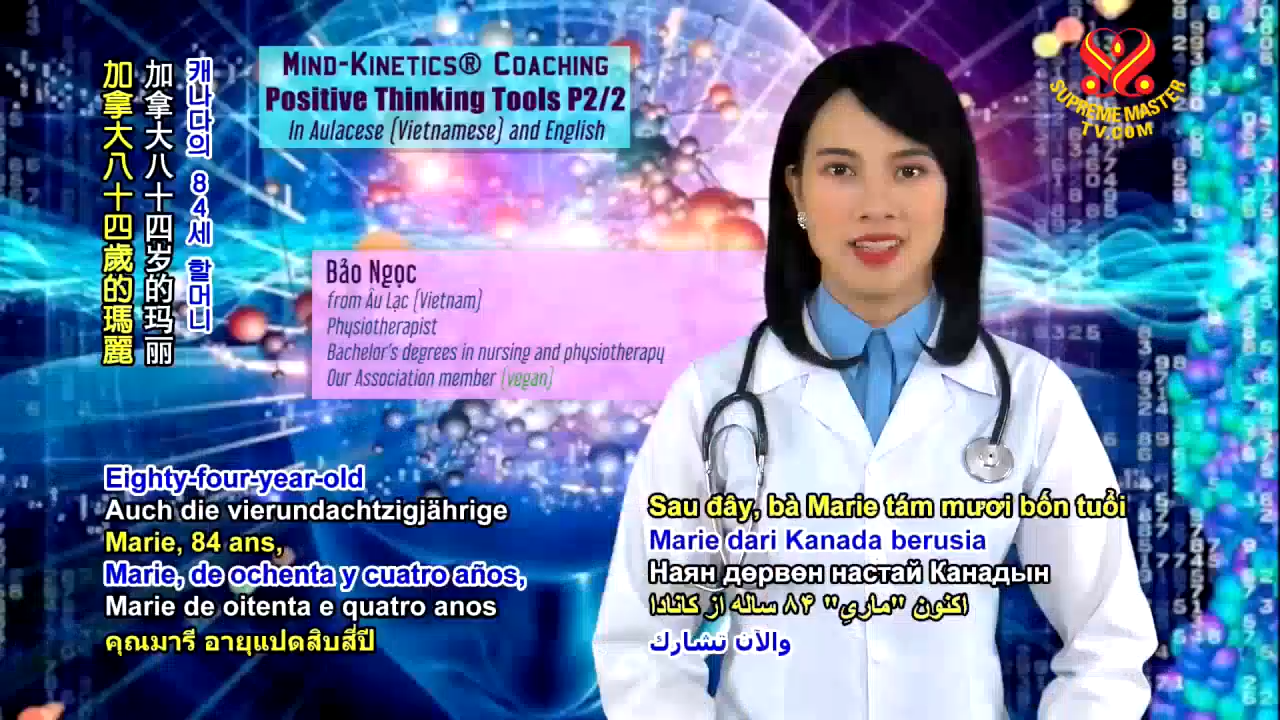 MIND-KINETICS® COACHING
Positive Thinking Tools P2/2
In Aulacese (Vietnamese) and English
SUPREME MASTER
TV.COM
加拿大八十四歲的瑪麗
加拿大八十四岁的玛丽
캐나다의 84세 할머니
Bảo Ngọc
from Âu Lạc (Vietnam)
Physiotherapist
Bachelor's degrees in nursing and physiotherapy
Our Association member (vegan)
Eighty-four-year-old
Auch die vierundachtzigjährige
Marie, 84 ans,
Marie, de ochenta y cuatro años,
Marie de oitenta e quatro anos
คุณมารี อายุแปดสิบสี่ปี
Sau đây, bà Marie tám mươi bốn tuổi
Marie dari Kanada berusia
Наян дөрвөн настай Канадын
اکنون "ماریِ" ۸۴ ساله از کانادا
والآن تشارك